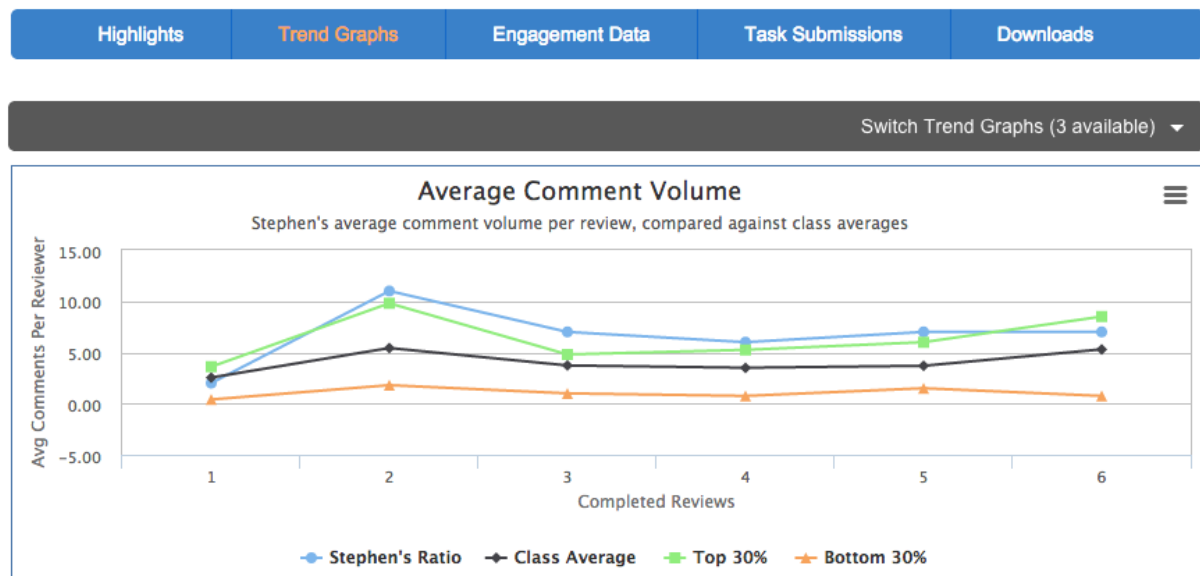 Highlights Trend Graphs Engagement Data Task Submissions Downloads
Switch Trend Graphs (3 available)
Average Comment Volume
Stephen's average comment volume per review, compared against class averages
Avg Comments Per Reviewer
15.00
10.00
5.00
0.00
−5.00
1 2 3 4 5 6
Completed Reviews
Stephen's Ratio Class Average Top 30% Bottom 30%